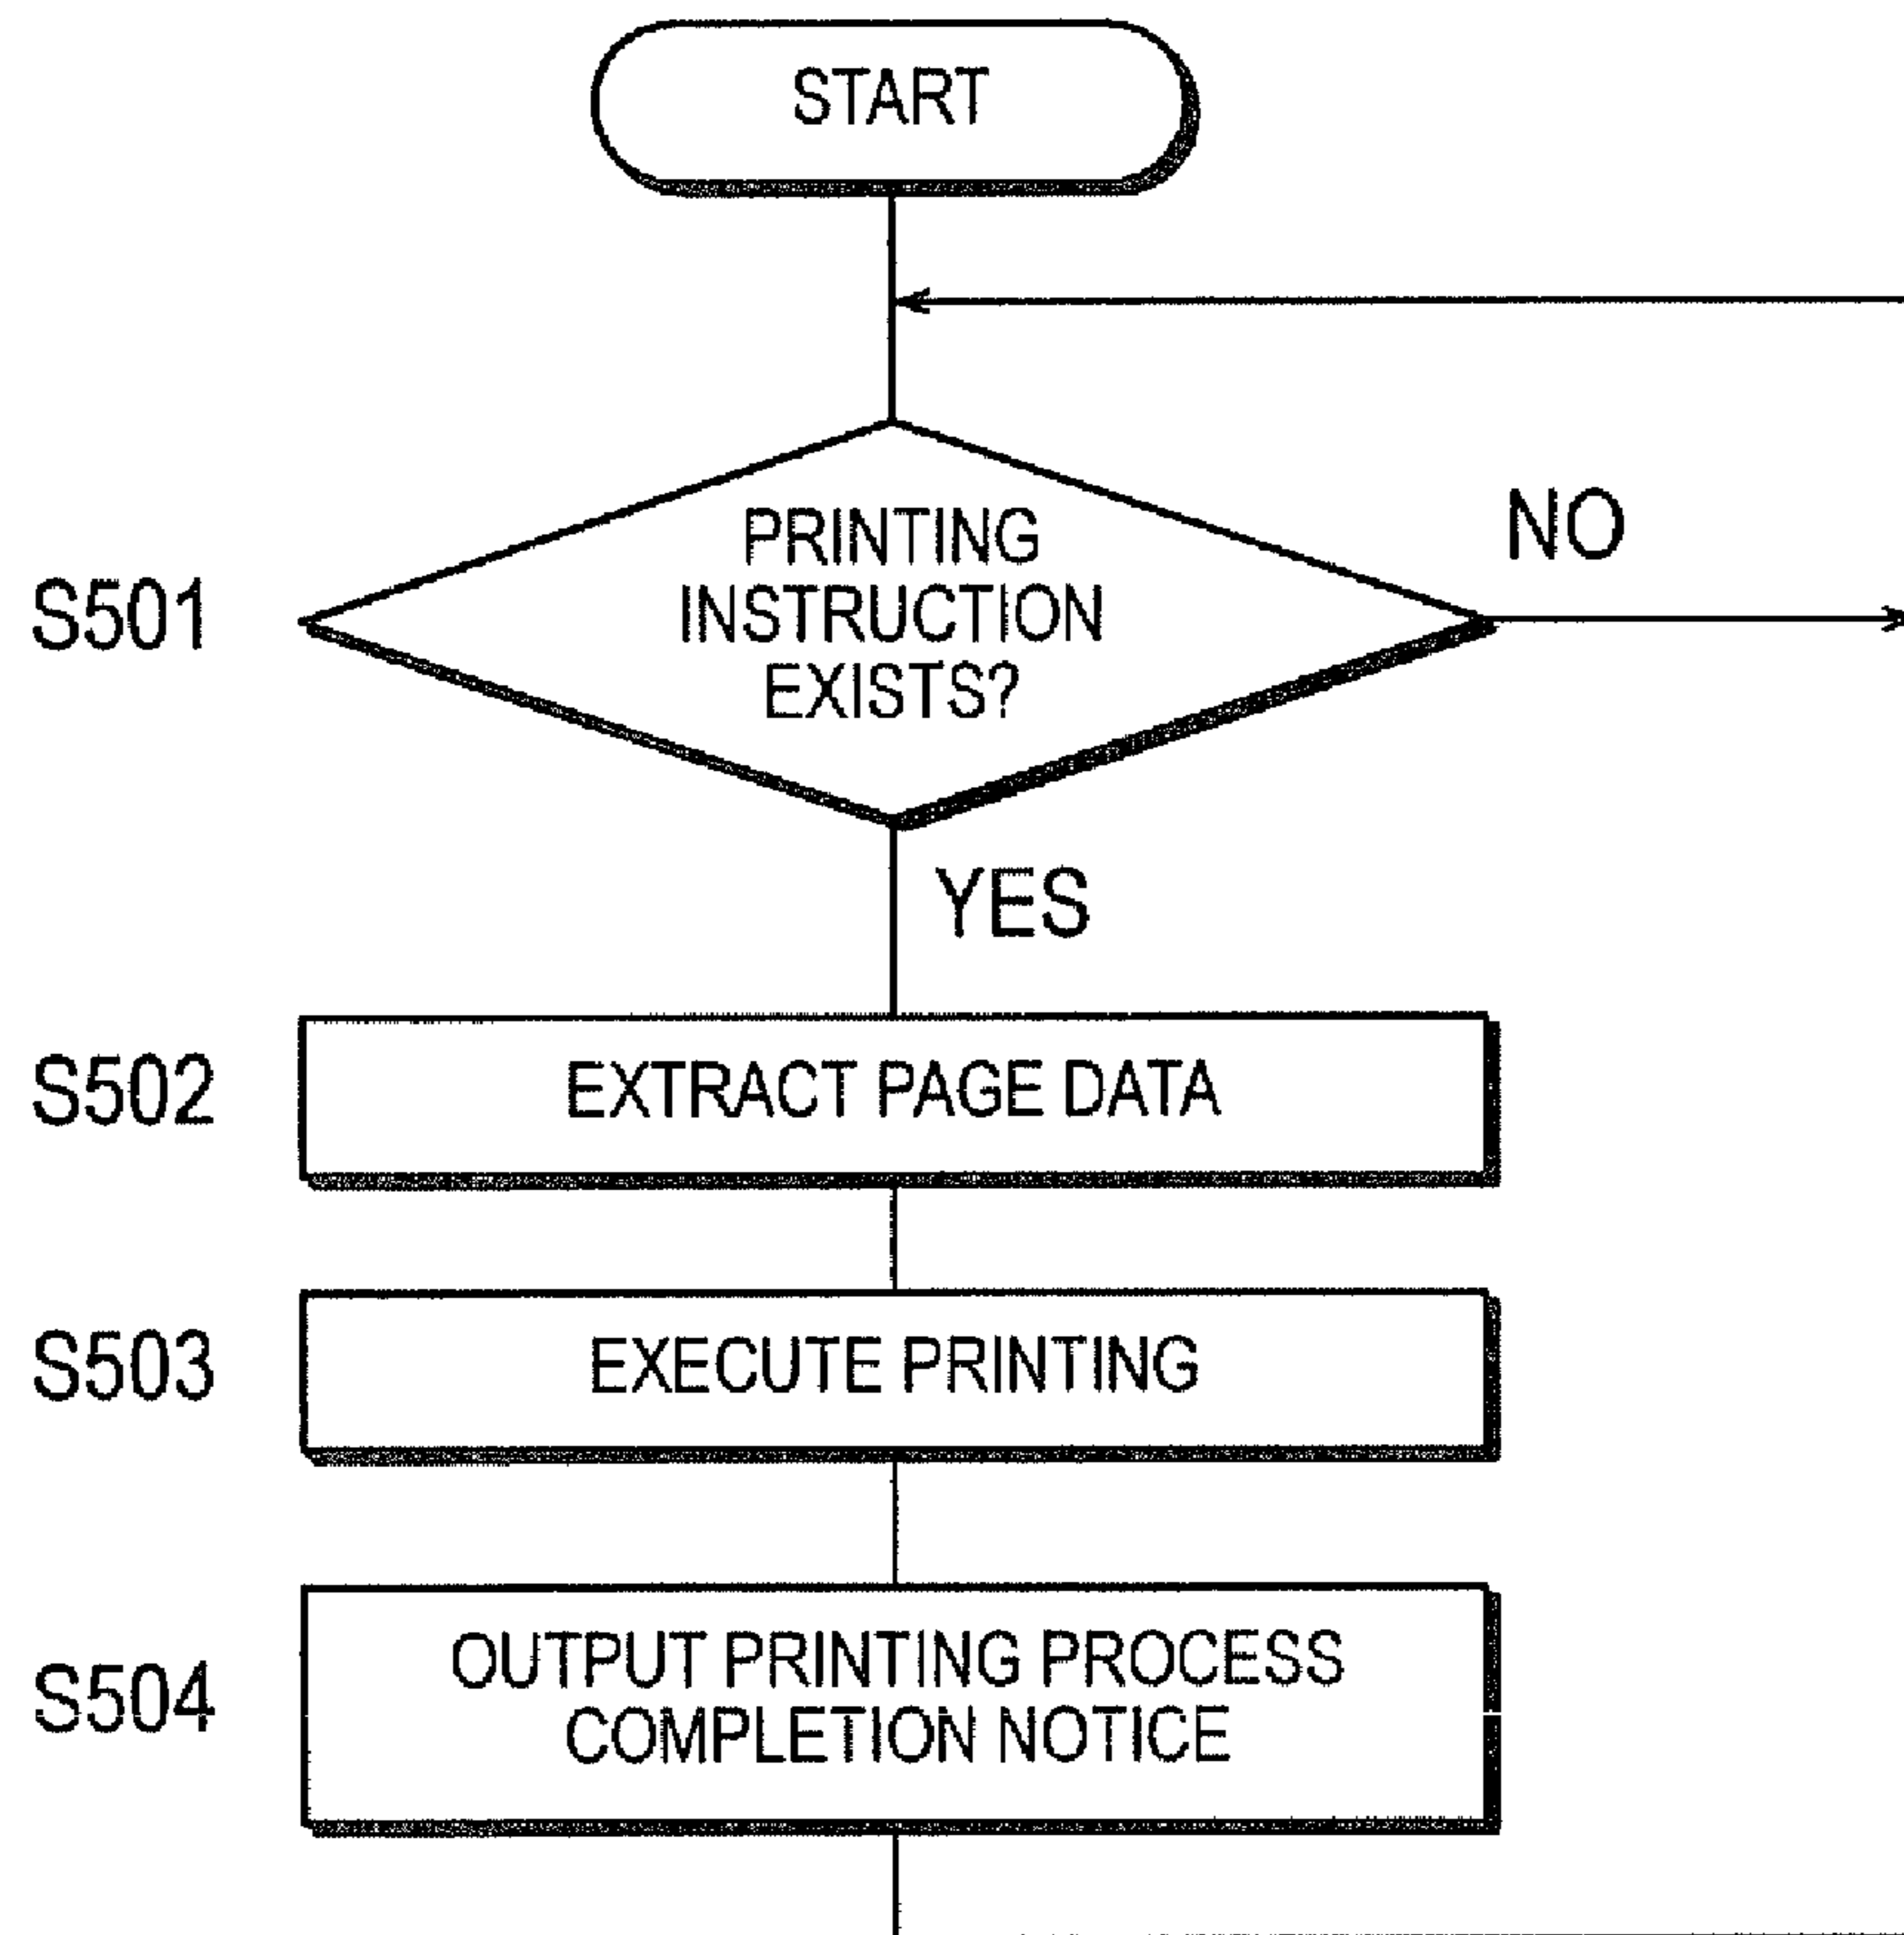 START
PRINTING
INSTRUCTION
EXISTS?
NO
S501
YES
S502
EXTRACT PAGE DATA
S503
EXECUTE PRINTING
S504
OUTPUT PRINTING PROCESS
COMPLETION NOTICE